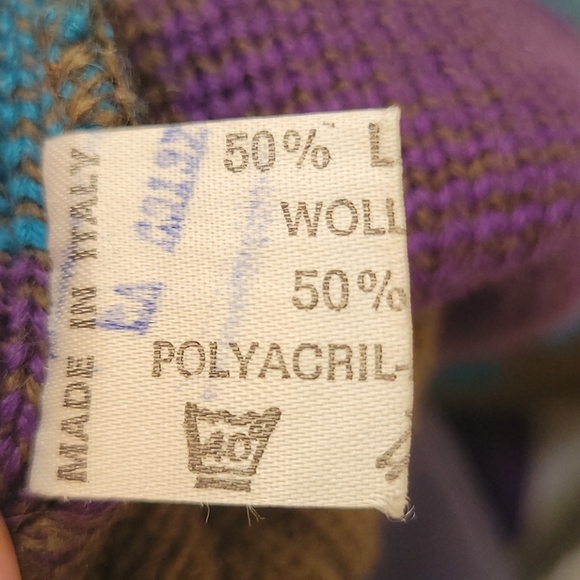 50% L
WOLL
50%
POLYACRIL-
40°
MADE IN ITALY